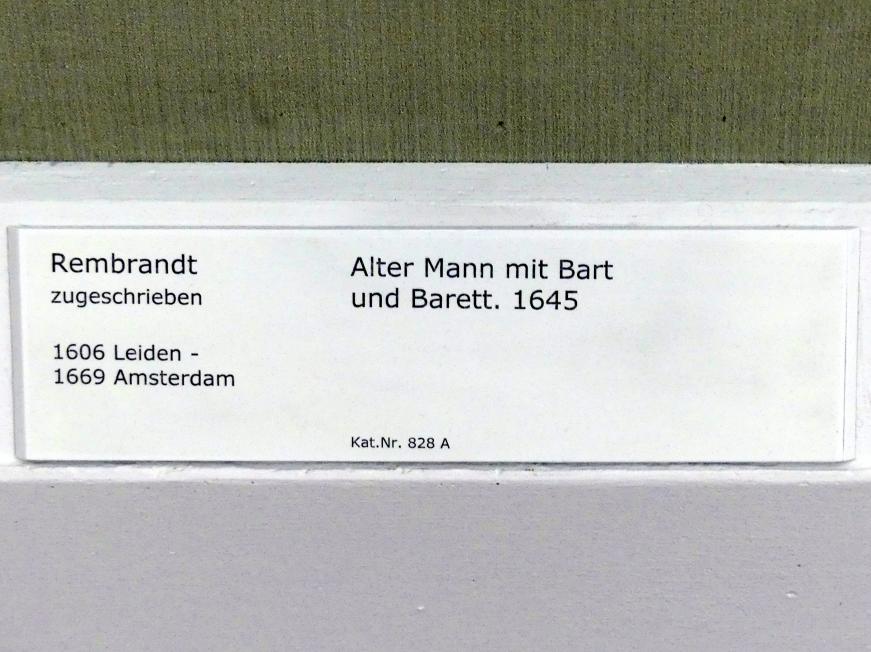 Rembrandt
zugeschrieben
1606 Leiden -
1669 Amsterdam
Alter Mann mit Bart
und Barett. 1645
Kat.Nr. 828 A